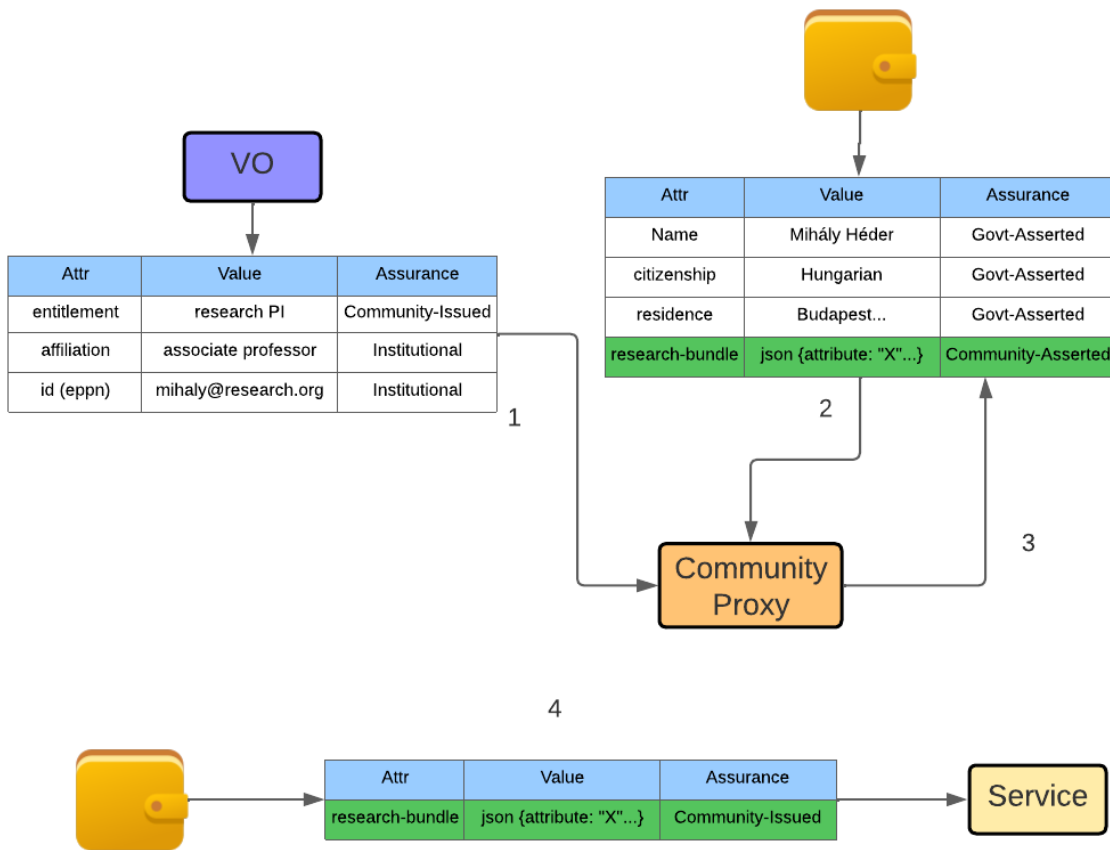 VO
Attr Value Assurance
entitlement research PI Community-Issued
affiliation associate professor Institutional
id (eppn) mihaly@research.org Institutional
Attr Value Assurance
Name Mihály Héder Govt-Asserted
citizenship Hungarian Govt-Asserted
residence Budapest... Govt-Asserted
research-bundle json {attribute: "X"...} Community-Asserted
1
2
3
Community
Proxy
4
Attr Value Assurance
research-bundle json {attribute: "X"...} Community-Issued
Service